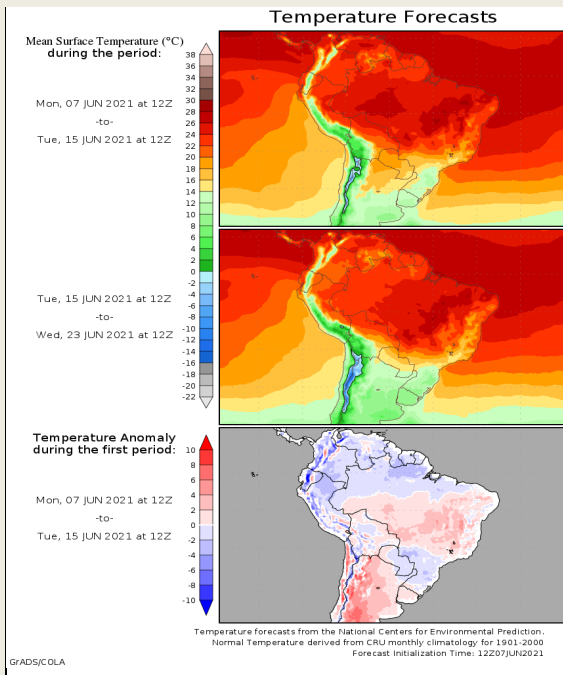 Temperature Forecasts
Mean Surface Temperature (°C)
during the period:
Mon, 07 JUN 2021 at 12Z
-to-
Tue, 15 JUN 2021 at 12Z
38
36
34
32
30
28
26
24
22
20
18
16
14
12
10
8
6
4
2
0
-2
-4
-6
-8
-10
-12
-14
-16
-18
-20
-22
Tue, 15 JUN 2021 at 12Z
-to-
Wed, 23 JUN 2021 at 12Z
Temperature Anomaly
during the first period:
Mon, 07 JUN 2021 at 12Z
-to-
Tue, 15 JUN 2021 at 12Z
10
8
6
4
2
0
-2
-4
-6
-8
-10
Temperature forecasts from the National Centers for Environmental Prediction.
Normal Temperature derived from CRU monthly climatology for 1901-2000
Forecast Initialization Time: 12Z07JUN2021
GrADS/COLA